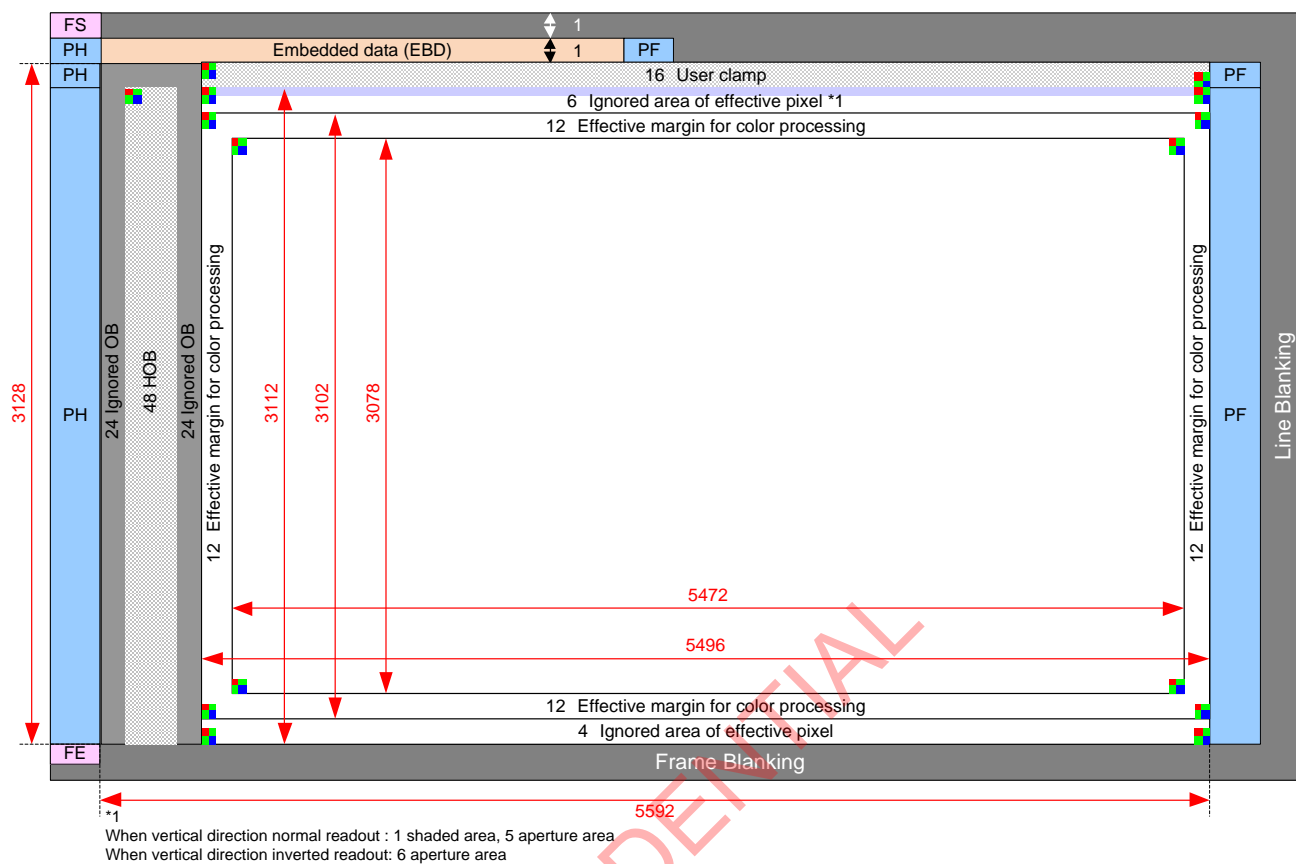 FS
1
PH
Embedded data (EBD)
1
PF
PH
16 User clamp
PF
6 Ignored area of effective pixel *1
12 Effective margin for color processing
3128
PH
24 Ignored OB
48 HOB
24 Ignored OB
12 Effective margin for color processing
3112
3102
3078
12 Effective margin for color processing
PF
Line Blanking
5472
5496
12 Effective margin for color processing
4 Ignored area of effective pixel
FE
Frame Blanking
5592
*1
When vertical direction normal readout : 1 shaded area, 5 aperture area
When vertical direction inverted readout: 6 aperture area